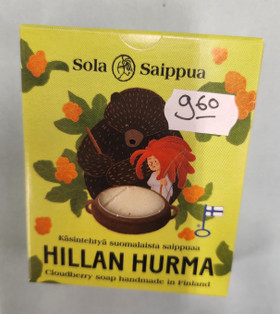 Sola Saippua
960
Käsintehtyä suomalaista saippuaa
HILLAN HURMA
Cloudberry soap handmade in Finland